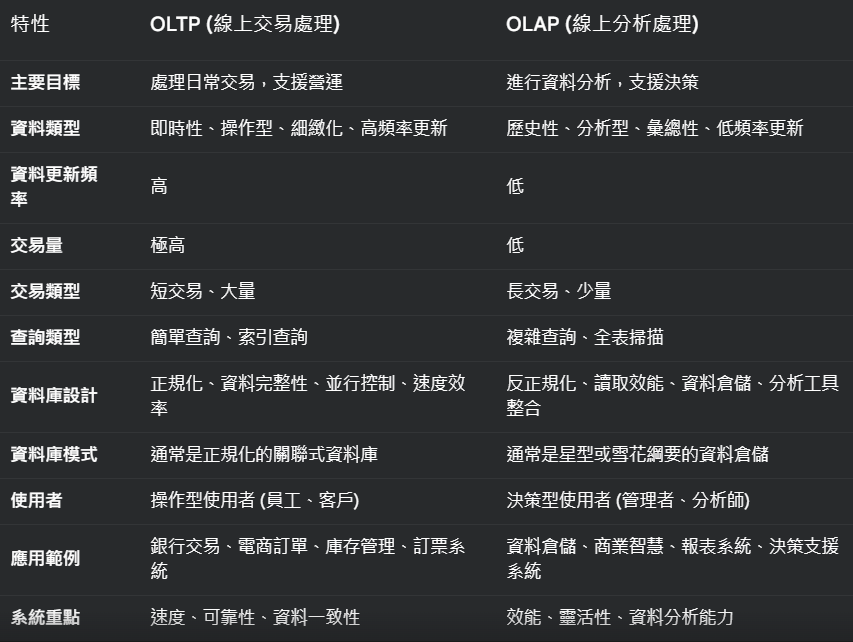 特性 OLTP (線上交易處理) OLAP (線上分析處理)
主要目標 處理日常交易，支援營運 進行資料分析，支援決策
資料類型 即時性、操作型、細緻化、高頻率更新 歷史性、分析型、彙總性、低頻率更新
資料更新頻
率
高 低
交易量 極高 低
交易類型 短交易、大量 長交易、少量
查詢類型 簡單查詢、索引查詢 複雜查詢、全表掃描
資料庫設計
正規化、資料完整性、並行控制、速度效
率
反正規化、讀取效能、資料倉儲、分析工具
整合
資料庫模式 通常是正規化的關聯式資料庫 通常是星型或雪花綱要的資料倉儲
使用者 操作型使用者 (員工、客戶) 決策型使用者 (管理者、分析師)
應用範例
銀行交易、電商訂單、庫存管理、訂票系
統
資料倉儲、商業智慧、報表系統、決策支援
系統
系統重點 速度、可靠性、資料一致性 效能、靈活性、資料分析能力